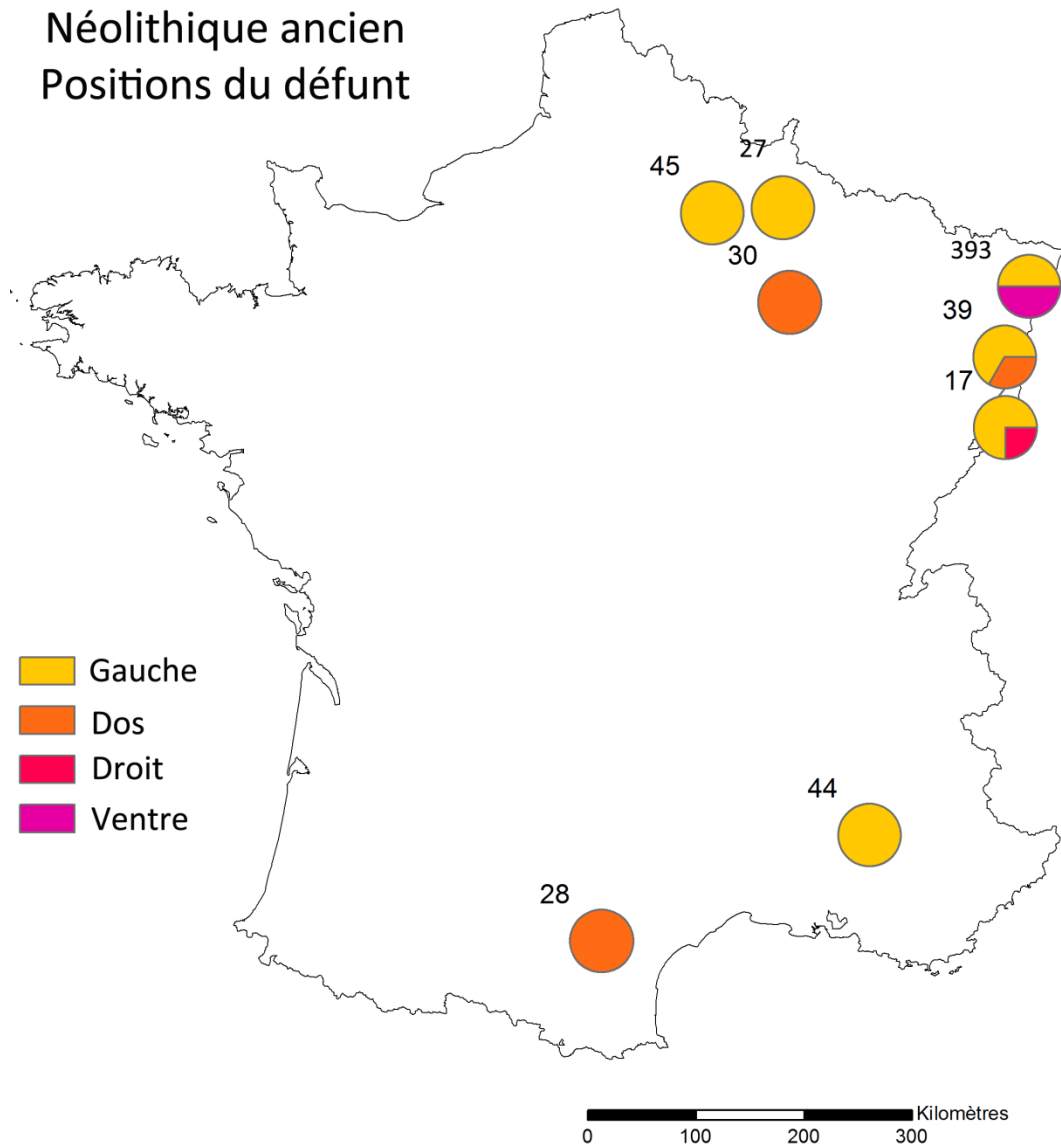 Néolithique ancien
Positions du défunt
27
45
30
393
39
17
Gauche
Dos
Droit
Ventre
44
28
Kilomètres
0 100 200 300